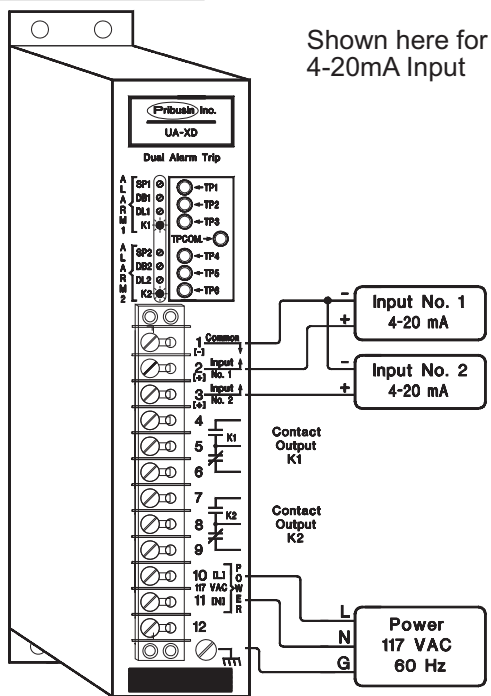 Shown here for
4-20mA Input
Pribusin Inc.
UA-XD
Dual Alarm Trip
ALARM 1
SP1
DB1
DL1
K1
TP1
TP2
TP3
TPCOM.
ALARM 2
SP2
DB2
DL2
K2
TP4
TP5
TP6
1 Common
[-]
2 Input No. 1
[+]
3 Input No. 2
[+]
4
5
6
K1
7
8
9
K2
10 [L]
117 VAC
11 [N]
POWER
12
- Input No. 1
+ 4-20 mA
- Input No. 2
+ 4-20 mA
Contact
Output
K1
Contact
Output
K2
L
N
G
Power
117 VAC
60 Hz